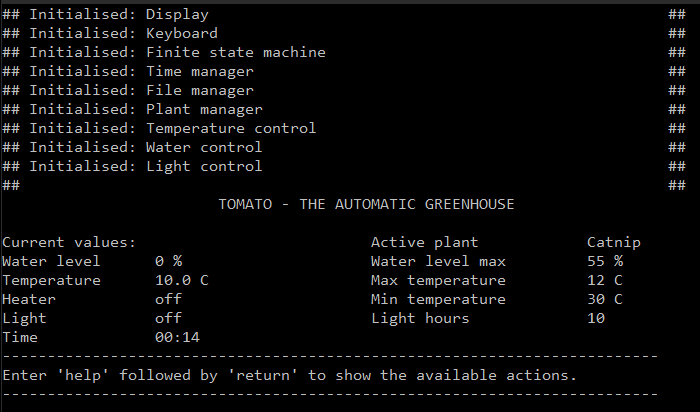 ## Initialised: Display ##
## Initialised: Keyboard ##
## Initialised: Finite state machine ##
## Initialised: Time manager ##
## Initialised: File manager ##
## Initialised: Plant manager ##
## Initialised: Temperature control ##
## Initialised: Water control ##
## Initialised: Light control ##
## ##
TOMATO - THE AUTOMATIC GREENHOUSE
Current values: Active plant Catnip
Water level 0 % Water level max 55 %
Temperature 10.0 C Max temperature 12 C
Heater off Min temperature 30 C
Light off Light hours 10
Time 00:14
-------------------------------------------------------------------------
Enter 'help' followed by 'return' to show the available actions.
-------------------------------------------------------------------------